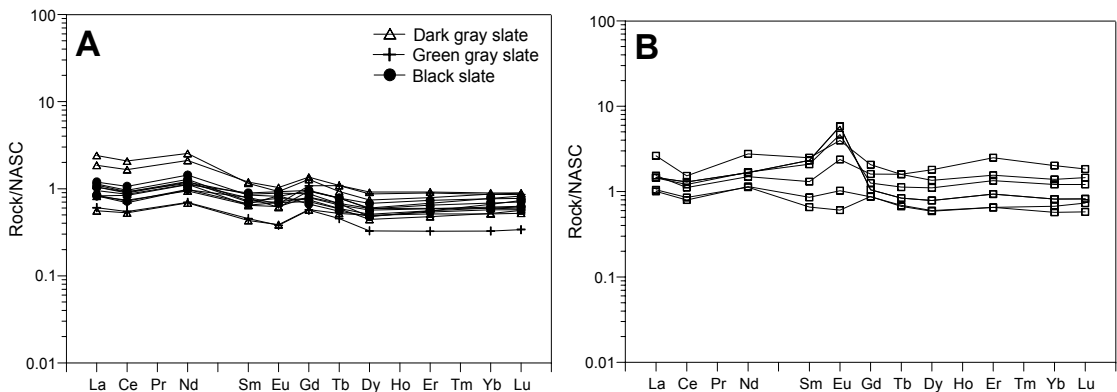 A
Dark gray slate
Green gray slate
Black slate
Rock/NASC
100
10
1
0.1
0.01
La Ce Pr Nd Sm Eu Gd Tb Dy Ho Er Tm Yb Lu
B
Rock/NASC
100
10
1
0.1
0.01
La Ce Pr Nd Sm Eu Gd Tb Dy Ho Er Tm Yb Lu